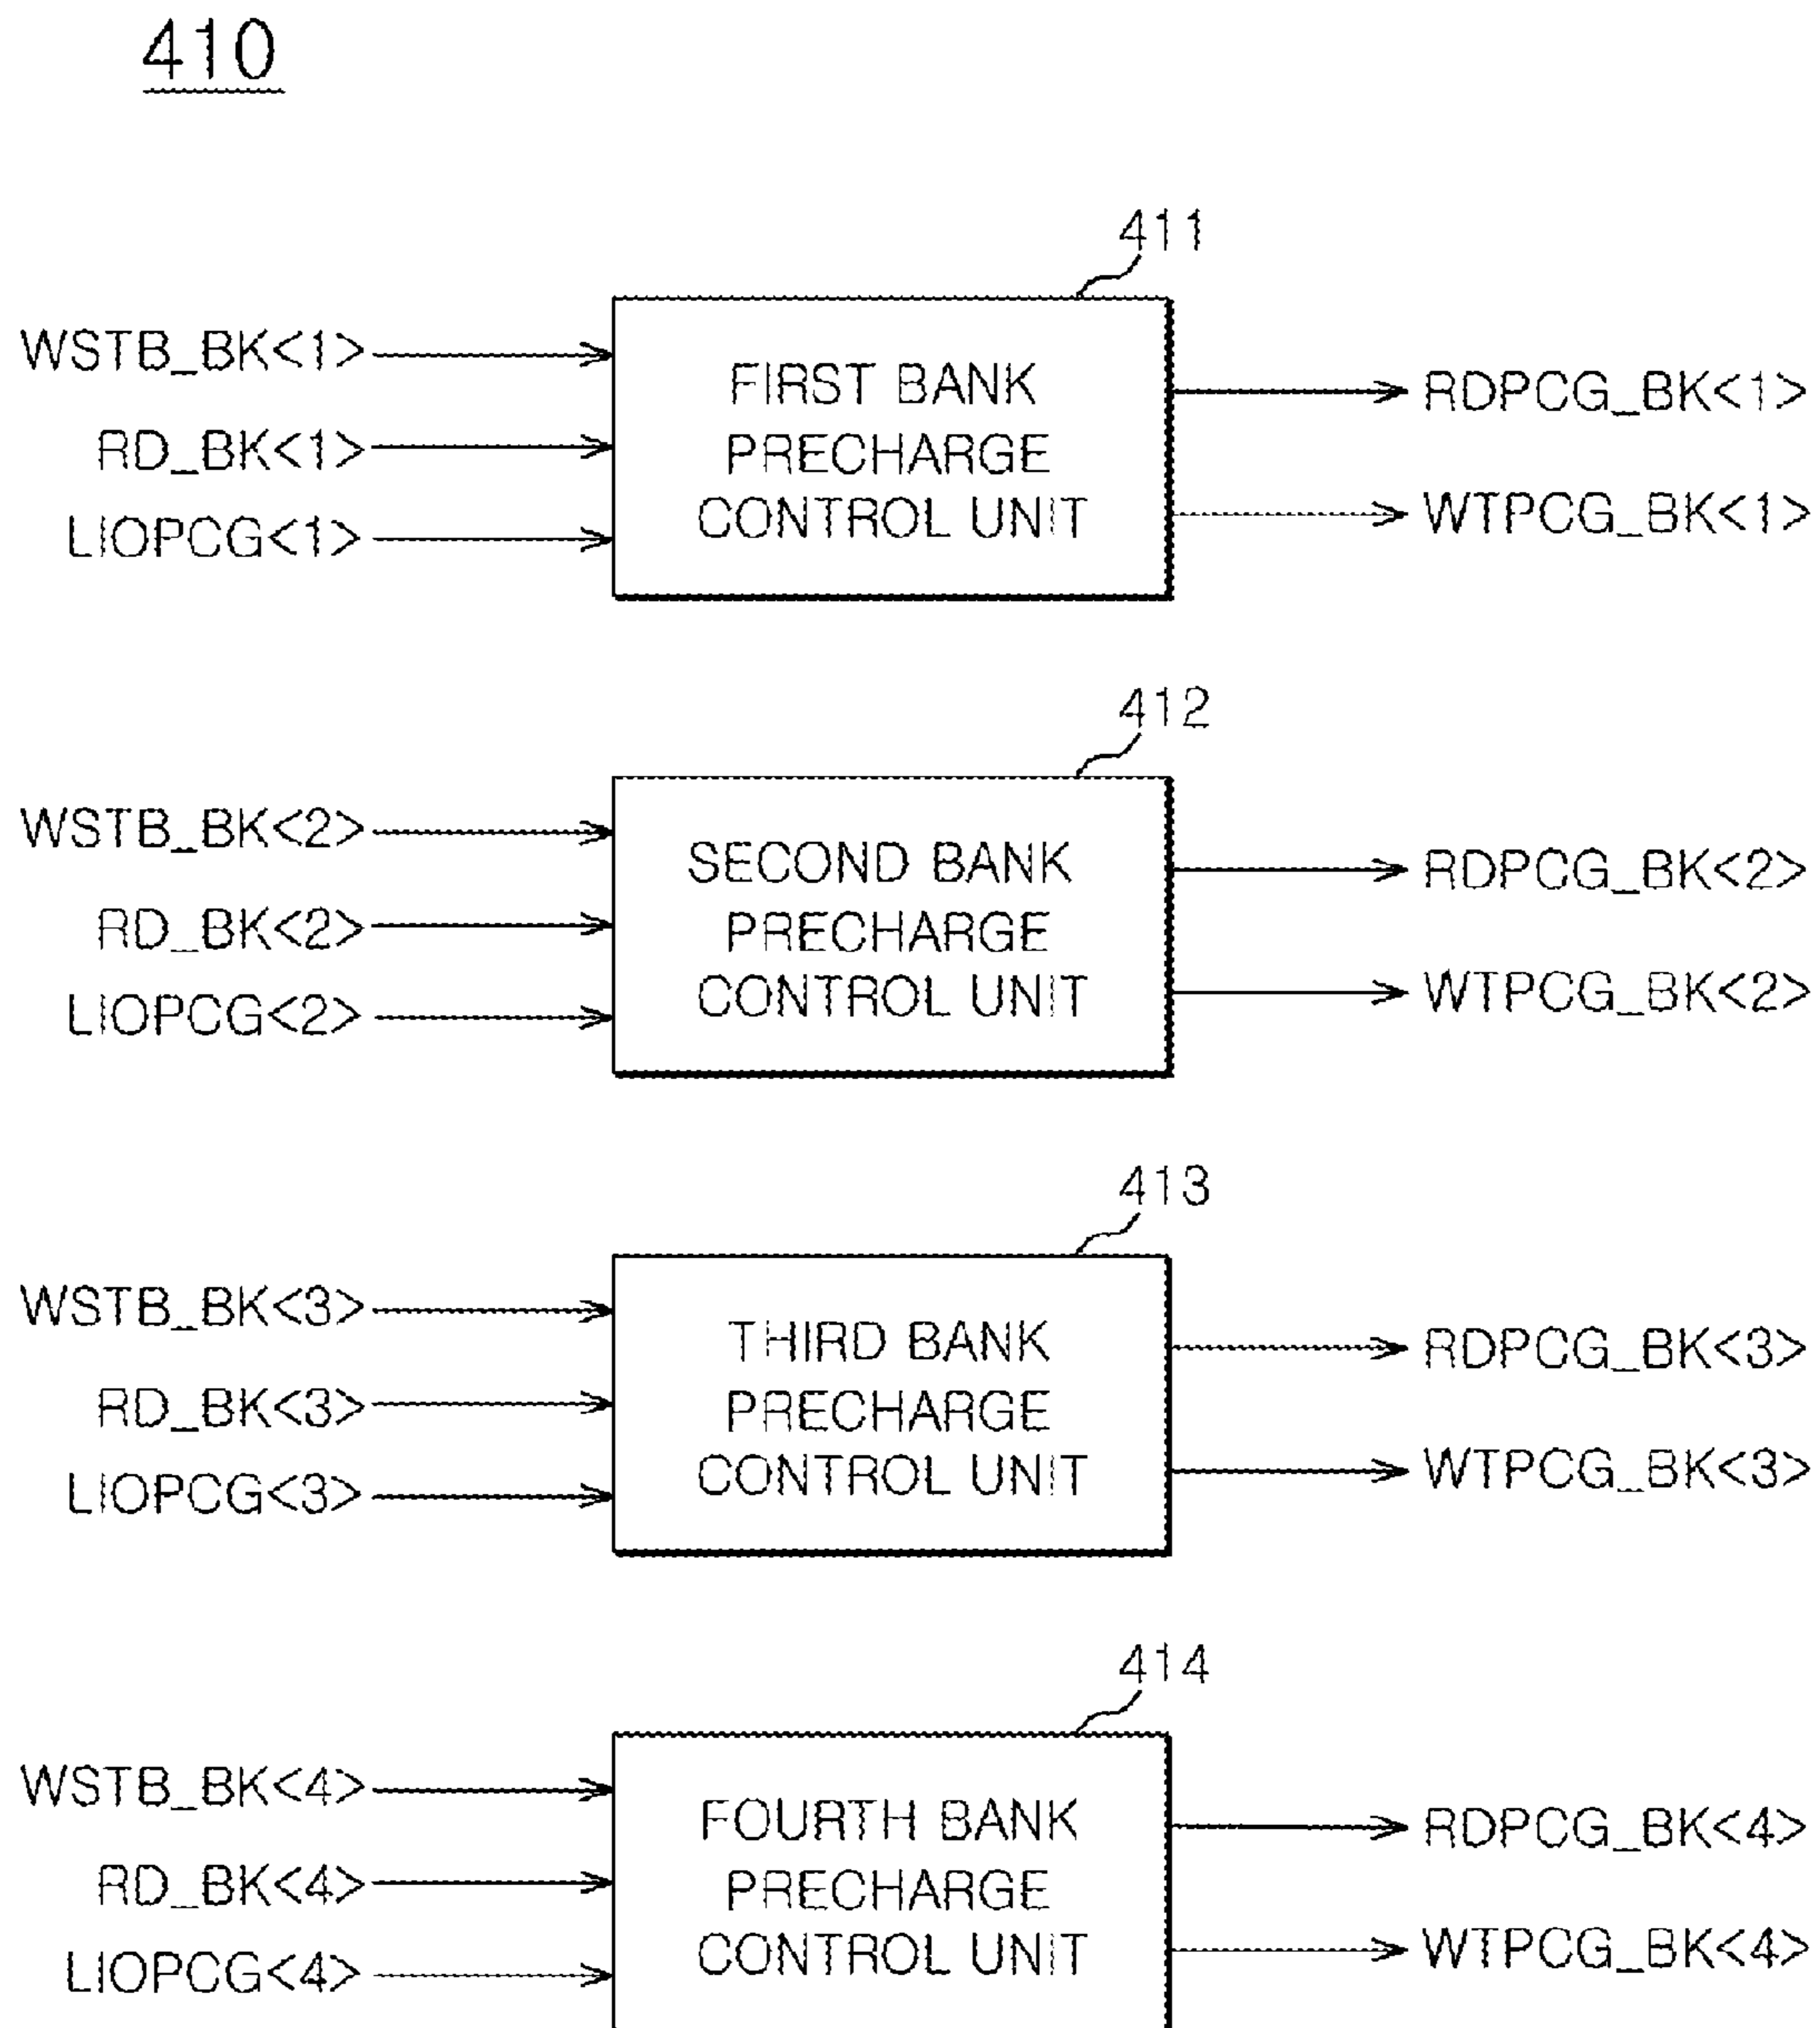 410
411
WSTB_BK<1>
RD_BK<1>
LIOPCG<1>
FIRST BANK
PRECHARGE
CONTROL UNIT
RDPCG_BK<1>
WTPCG_BK<1>
412
WSTB_BK<2>
RD_BK<2>
LIOPCG<2>
SECOND BANK
PRECHARGE
CONTROL UNIT
RDPCG_BK<2>
WTPCG_BK<2>
413
WSTB_BK<3>
RD_BK<3>
LIOPCG<3>
THIRD BANK
PRECHARGE
CONTROL UNIT
RDPCG_BK<3>
WTPCG_BK<3>
414
WSTB_BK<4>
RD_BK<4>
LIOPCG<4>
FOURTH BANK
PRECHARGE
CONTROL UNIT
RDPCG_BK<4>
WTPCG_BK<4>